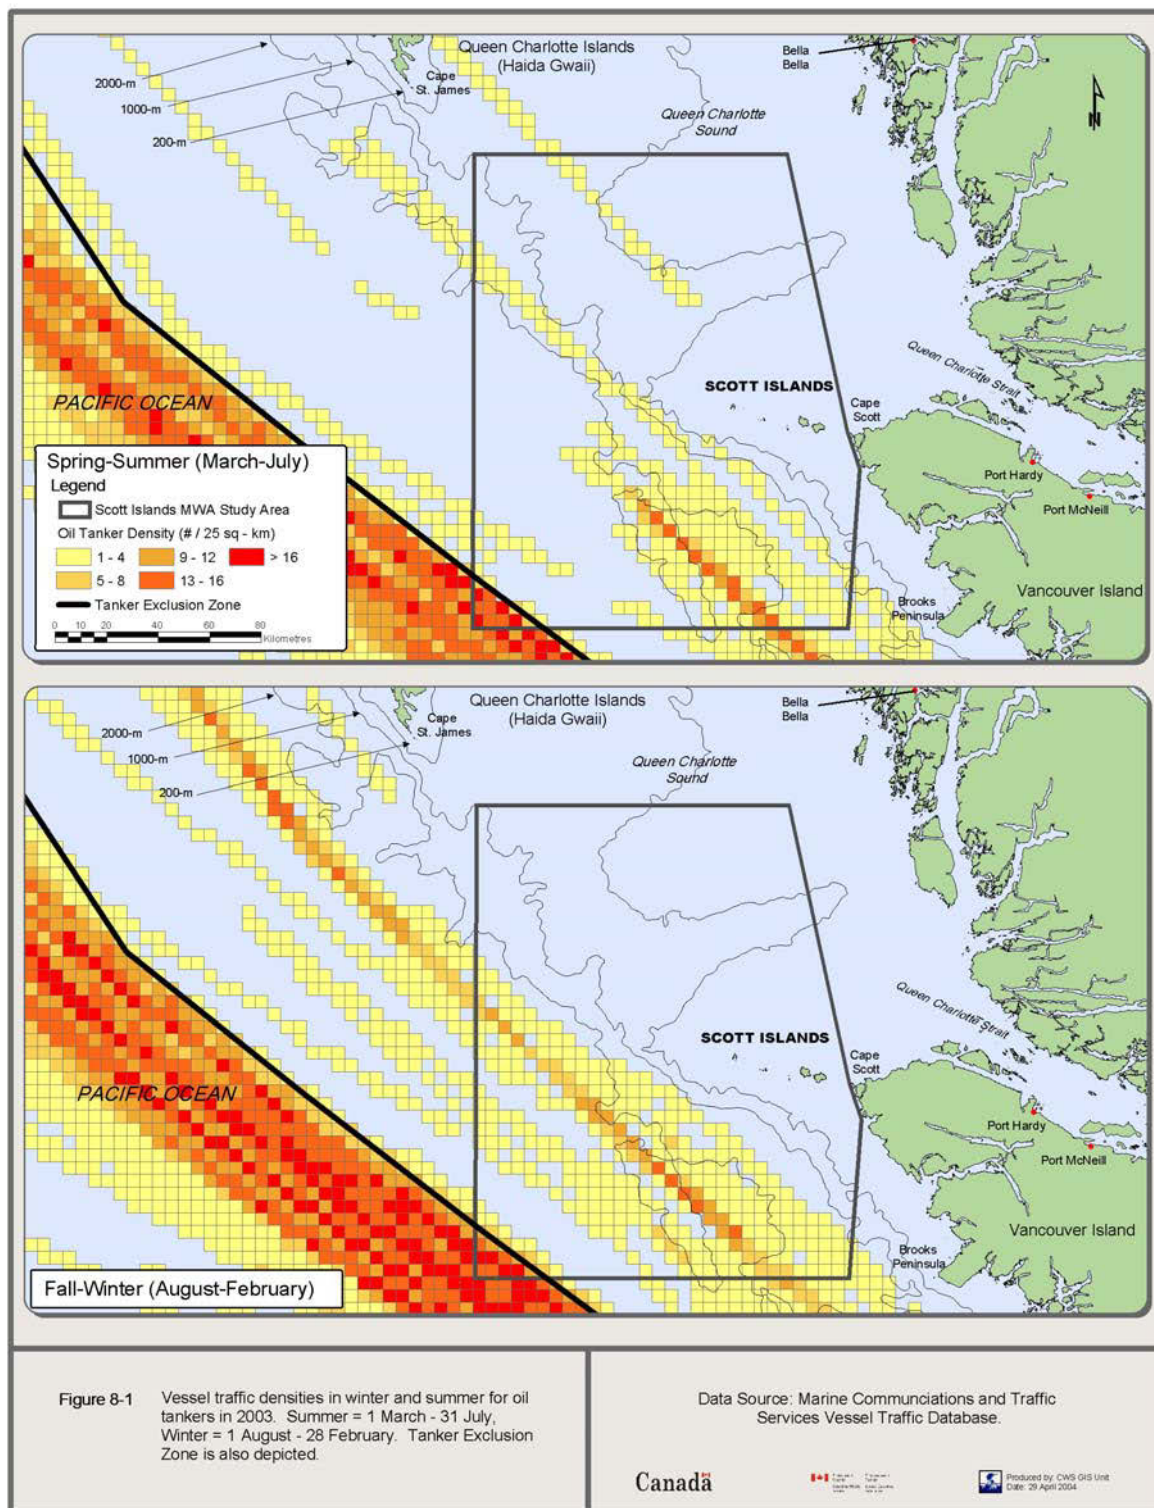 Queen Charlotte Islands
(Haida Gwaii)
Bella
Bella
2000-m
1000-m
200-m
Cape
St. James
Queen Charlotte
Sound
N
PACIFIC OCEAN
SCOTT ISLANDS
Queen Charlotte Strait
Cape
Scott
Port Hardy
Port McNeill
Vancouver Island
Brooks
Peninsula
Spring-Summer (March-July)
Legend
Scott Islands MWA Study Area
Oil Tanker Density (# / 25 sq - km)
1 - 4
9 - 12
> 16
5 - 8
13 - 16
Tanker Exclusion Zone
0 10 20 40 60 80
Kilometres
Queen Charlotte Islands
(Haida Gwaii)
Bella
Bella
2000-m
1000-m
200-m
Cape
St. James
Queen Charlotte
Sound
PACIFIC OCEAN
SCOTT ISLANDS
Queen Charlotte Strait
Cape
Scott
Port Hardy
Port McNeill
Vancouver Island
Brooks
Peninsula
Fall-Winter (August-February)
Figure 8-1 Vessel traffic densities in winter and summer for oil
tankers in 2003. Summer = 1 March - 31 July,
Winter = 1 August - 28 February. Tanker Exclusion
Zone is also depicted.
Data Source: Marine Communciations and Traffic
Services Vessel Traffic Database.
Canada
Produced by: CWS GIS Unit
Date: 29 April 2004